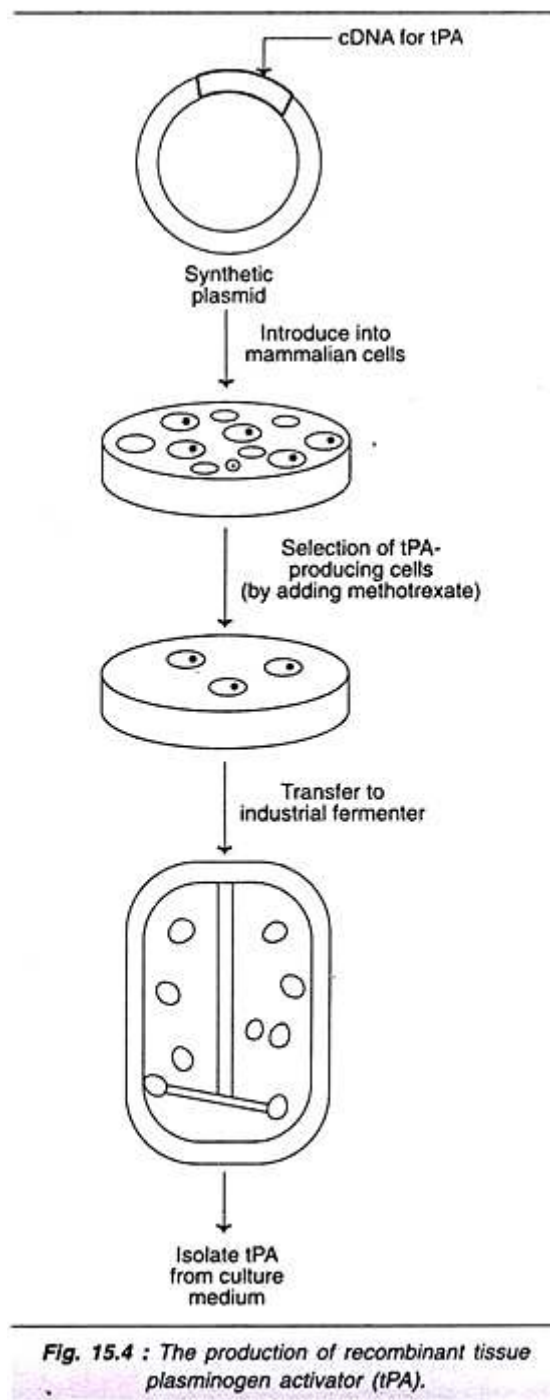 cDNA for tPA
Synthetic
plasmid
Introduce into
mammalian cells
Selection of tPA-
producing cells
(by adding methotrexate)
Transfer to
industrial fermenter
Isolate tPA
from culture
medium
Fig. 15.4 : The production of recombinant tissue
plasminogen activator (tPA).